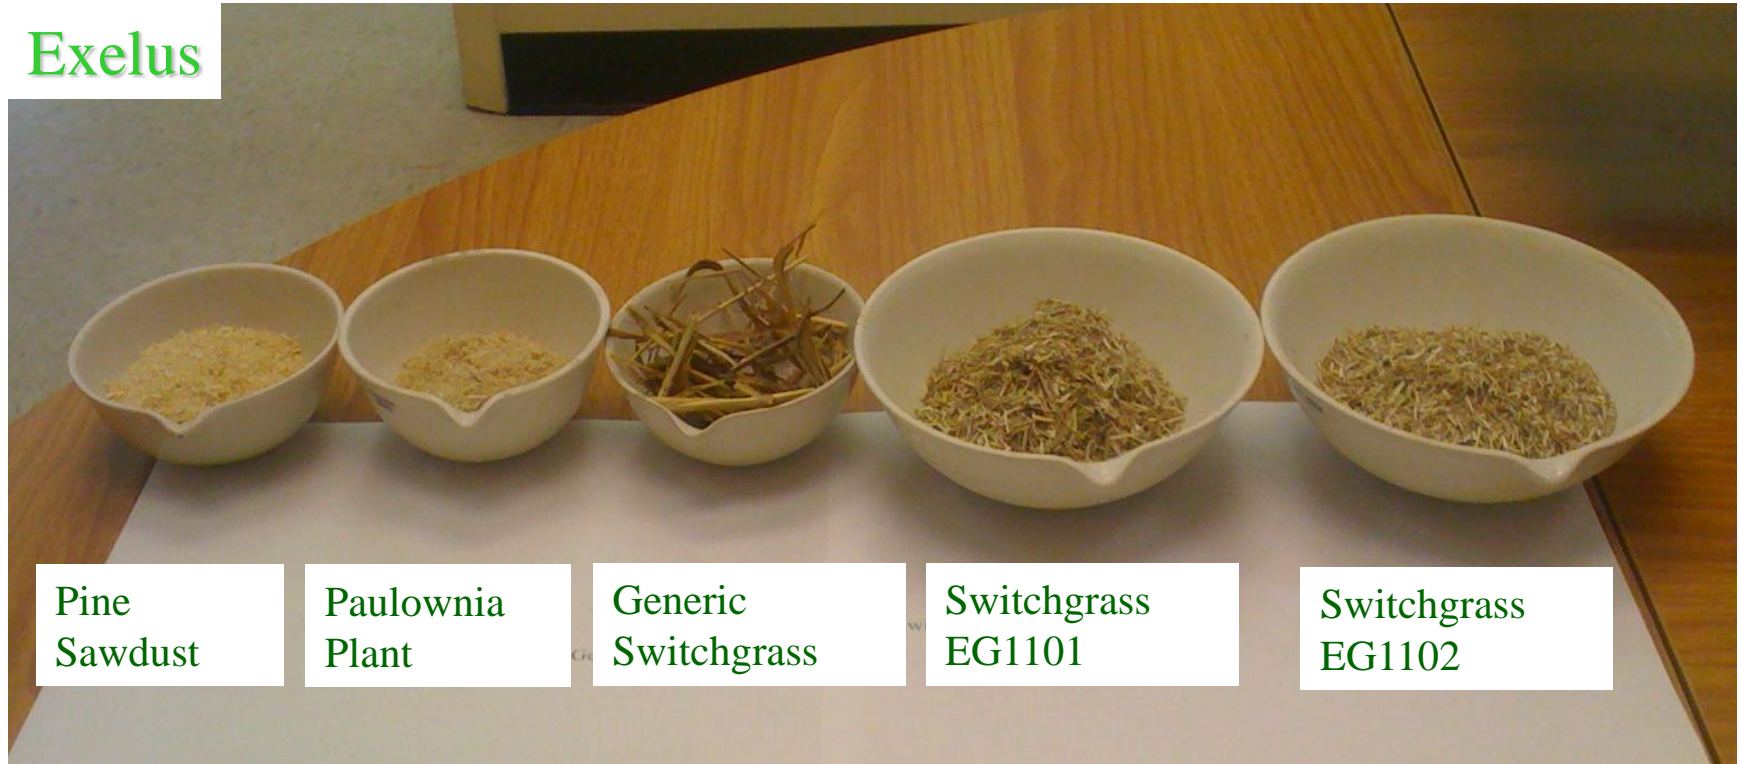 Exelus
Pine
Sawdust
Paulownia
Plant
Generic
Switchgrass
Switchgrass
EG1101
Switchgrass
EG1102